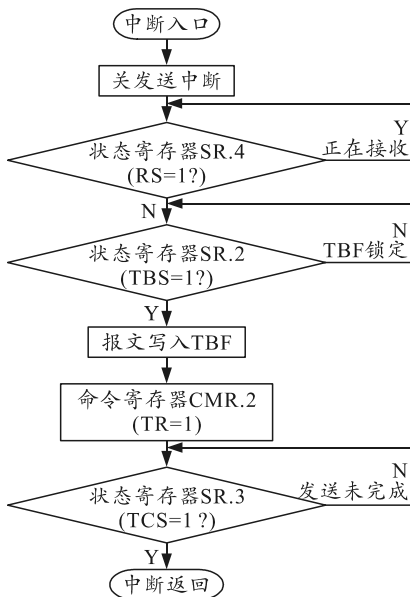 中断入口
关发送中断
状态寄存器SR.4
(RS=1?)
Y
正在接收
N
状态寄存器SR.2
(TBS=1?)
N
TBF锁定
Y
报文写入TBF
命令寄存器CMR.2
(TR=1)
状态寄存器SR.3
(TCS=1?)
N
发送未完成
Y
中断返回